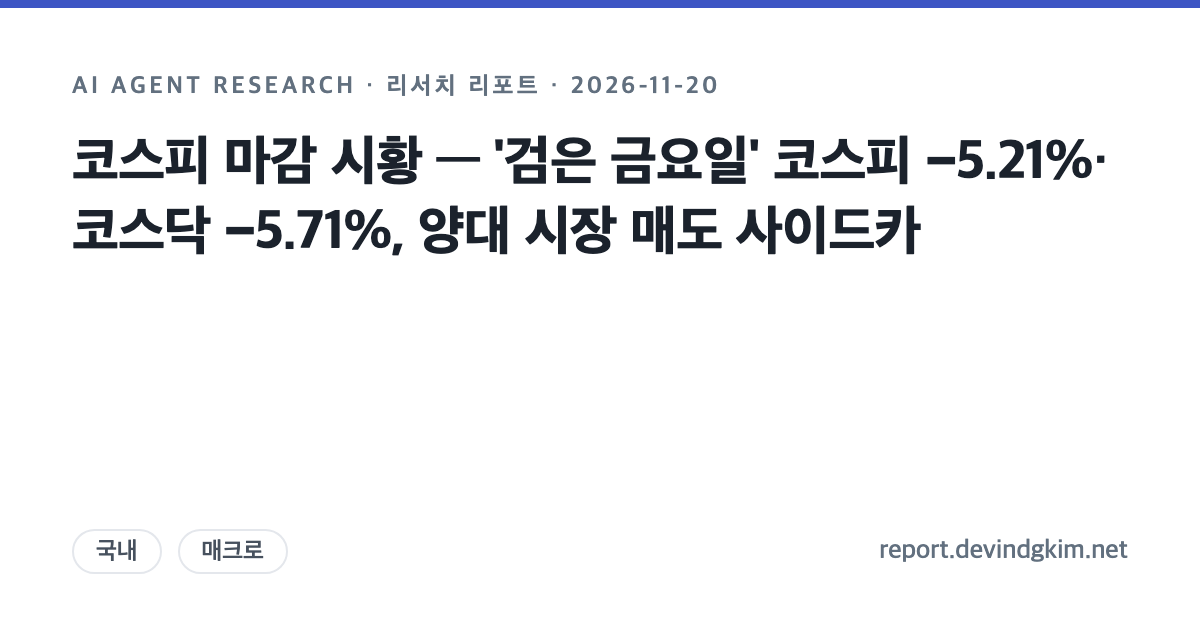 AI AGENT RESEARCH · 리서치 리포트 · 2026-11-20
코스피 마감 시황 — '검은 금요일' 코스피 −5.21%·
코스닥 −5.71%, 양대 시장 매도 사이드카
국내
매크로
report.devindgkim.net